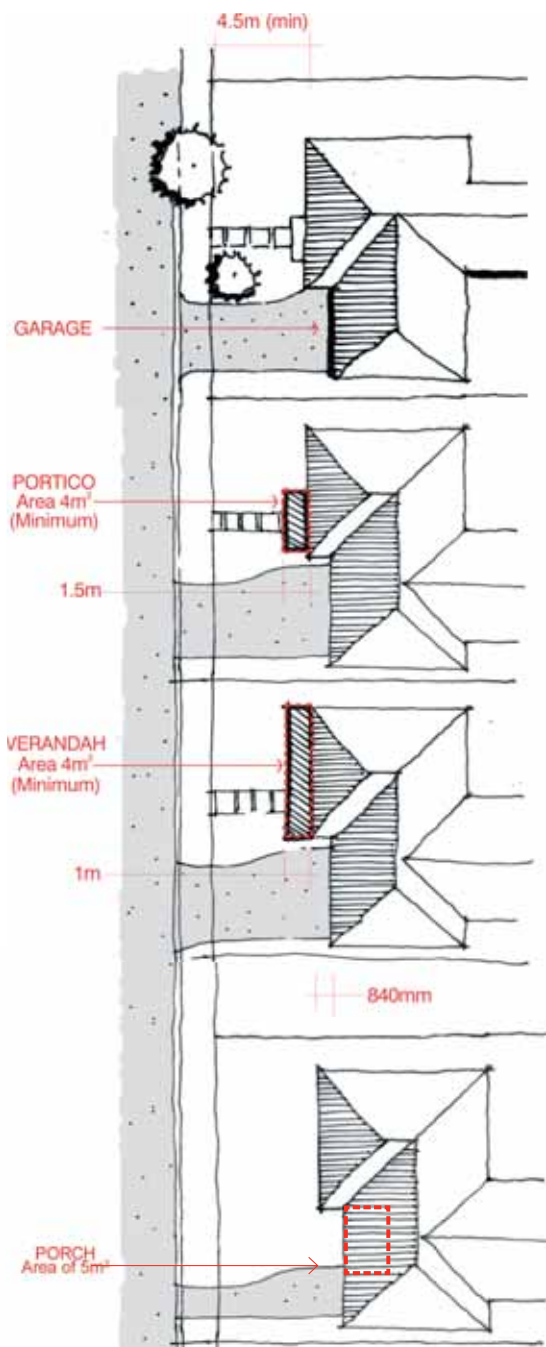 4.5m (min)
GARAGE
PORTICO
Area 4m²
(Minimum)
1.5m
VERANDAH
Area 4m²
(Minimum)
1m
840mm
PORCH
Area of 5m²